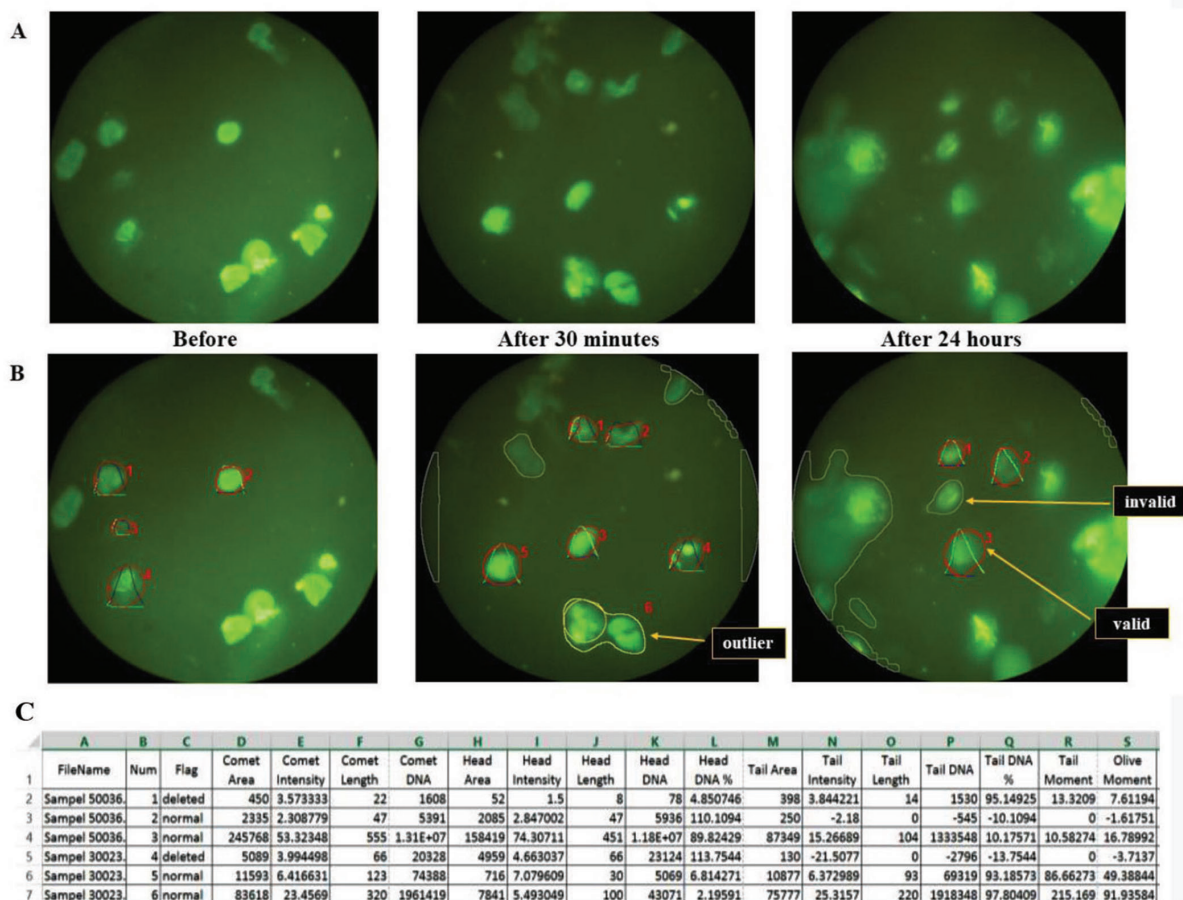 A
Before After 30 minutes After 24 hours
B
1 2 3 4
1 2 3 4 5 6
1 2 3
invalid
valid
outlier
C
A B C D E F G H I J K L M N O P Q R S
1 FileName Num Flag Comet Area Comet Intensity Comet Length Comet DNA Head Area Head Intensity Head Length Head DNA Head DNA % Tail Area Tail Intensity Tail Length Tail DNA Tail DNA % Tail Moment Olive Moment
2 Sampel 50036. 1 deleted 450 3.573333 22 1608 52 1.5 8 78 4.850746 398 3.844221 14 1530 95.14925 13.3209 7.61194
3 Sampel 50036. 2 normal 2335 2.308779 47 5391 2085 2.847002 47 5936 110.1094 250 -2.18 0 -545 -10.1094 0 -1.61751
4 Sampel 50036. 3 normal 245768 53.32348 555 1.31E+07 158419 74.30711 451 1.18E+07 89.82429 87349 15.26689 104 1333548 10.17571 10.58274 16.78992
5 Sampel 30023. 4 deleted 5089 3.994498 66 20328 4959 4.663037 66 23124 113.7544 130 -21.5077 0 -2796 -13.7544 0 -3.7137
6 Sampel 30023. 5 normal 11593 6.416631 123 74388 716 7.079609 30 5069 6.814271 10877 6.372989 93 69319 93.18573 86.66273 49.38844
7 Sampel 30023. 6 normal 83618 23.4569 320 1961419 7841 5.493049 100 43071 2.19591 75777 25.3157 220 1918348 97.80409 215.169 91.93584